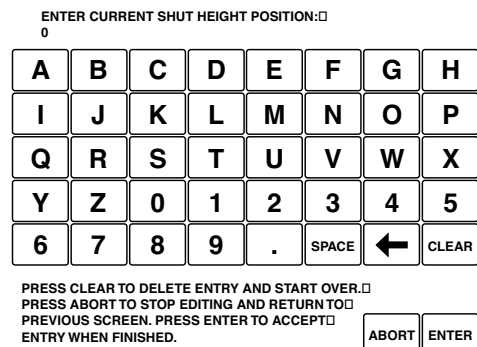 ENTER CURRENT SHUT HEIGHT POSITION:□
0
A B C D E F G H
I J K L M N O P
Q R S T U V W X
Y Z 0 1 2 3 4 5
6 7 8 9 . SPACE ← CLEAR
PRESS CLEAR TO DELETE ENTRY AND START OVER.□
PRESS ABORT TO STOP EDITING AND RETURN TO□
PREVIOUS SCREEN. PRESS ENTER TO ACCEPT□
ENTRY WHEN FINISHED.
ABORT ENTER